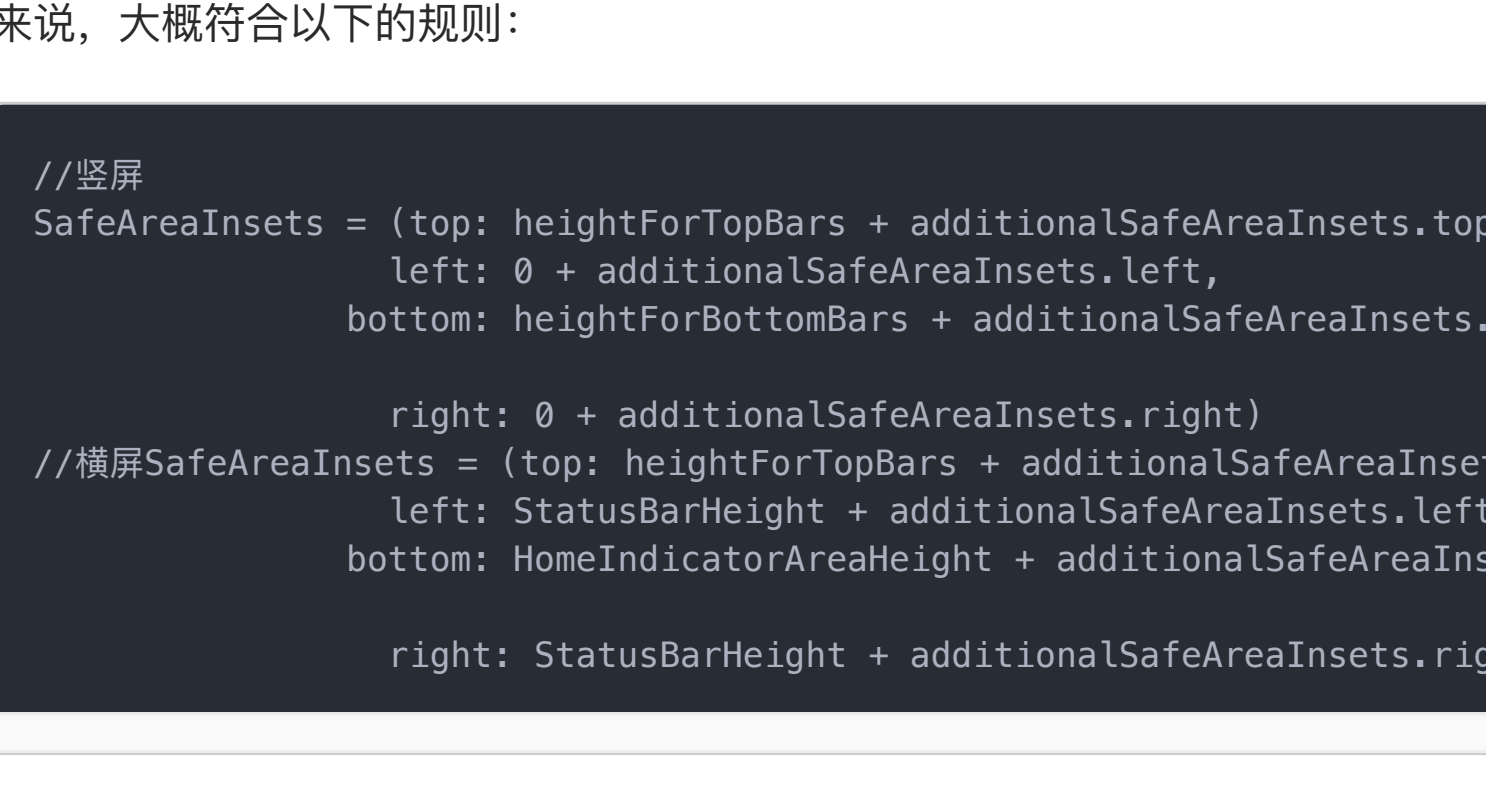 来说，大概符合以下的规则：
//竖屏
SafeAreaInsets = (top: heightForTopBars + additionalSafeAreaInsets.top
left: 0 + additionalSafeAreaInsets.left,
bottom: heightForBottomBars + additionalSafeAreaInsets.
right: 0 + additionalSafeAreaInsets.right)
//横屏SafeAreaInsets = (top: heightForTopBars + additionalSafeAreaInset
left: StatusBarHeight + additionalSafeAreaInsets.left
bottom: HomeIndicatorAreaHeight + additionalSafeAreaIns
right: StatusBarHeight + additionalSafeAreaInsets.rig